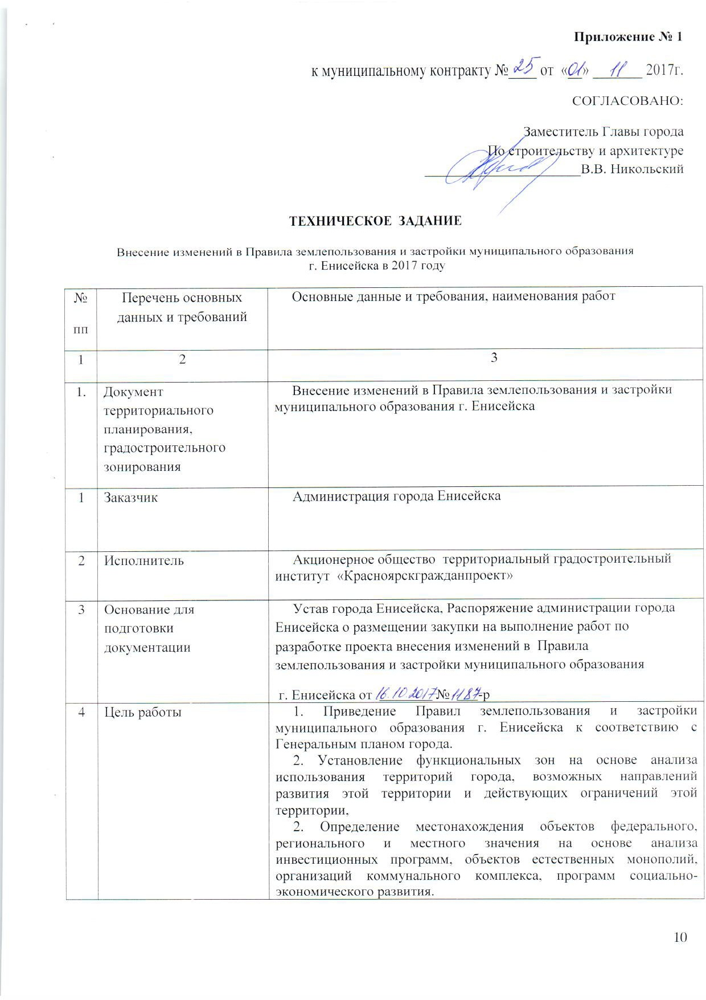 Приложение № 1
к муниципальному контракту № 25 от «01» 11 2017г.
СОГЛАСОВАНО:
Заместитель Главы города
По строительству и архитектуре
В.В. Никольский
ТЕХНИЧЕСКОЕ ЗАДАНИЕ
Внесение изменений в Правила землепользования и застройки муниципального образования
г. Енисейска в 2017 году
№
пп
Перечень основных
данных и требований
Основные данные и требования, наименования работ
1
2
3
1.
Документ
территориального
планирования,
градостроительного
зонирования
Внесение изменений в Правила землепользования и застройки
муниципального образования г. Енисейска
1
Заказчик
Администрация города Енисейска
2
Исполнитель
Акционерное общество территориальный градостроительный
институт «Красноярскгражданпроект»
3
Основание для
подготовки
документации
Устав города Енисейска, Распоряжение администрации города
Енисейска о размещении закупки на выполнение работ по
разработке проекта внесения изменений в Правила
землепользования и застройки муниципального образования
г. Енисейска от 16.10.2017 № 1187-р
4
Цель работы
1. Приведение Правил землепользования и застройки
муниципального образования г. Енисейска к соответствию с
Генеральным планом города.
2. Установление функциональных зон на основе анализа
использования территорий города, возможных направлений
развития этой территории и действующих ограничений этой
территории,
2. Определение местонахождения объектов федерального,
регионального и местного значения на основе анализа
инвестиционных программ, объектов естественных монополий,
организаций коммунального комплекса, программ социально-
экономического развития.
10